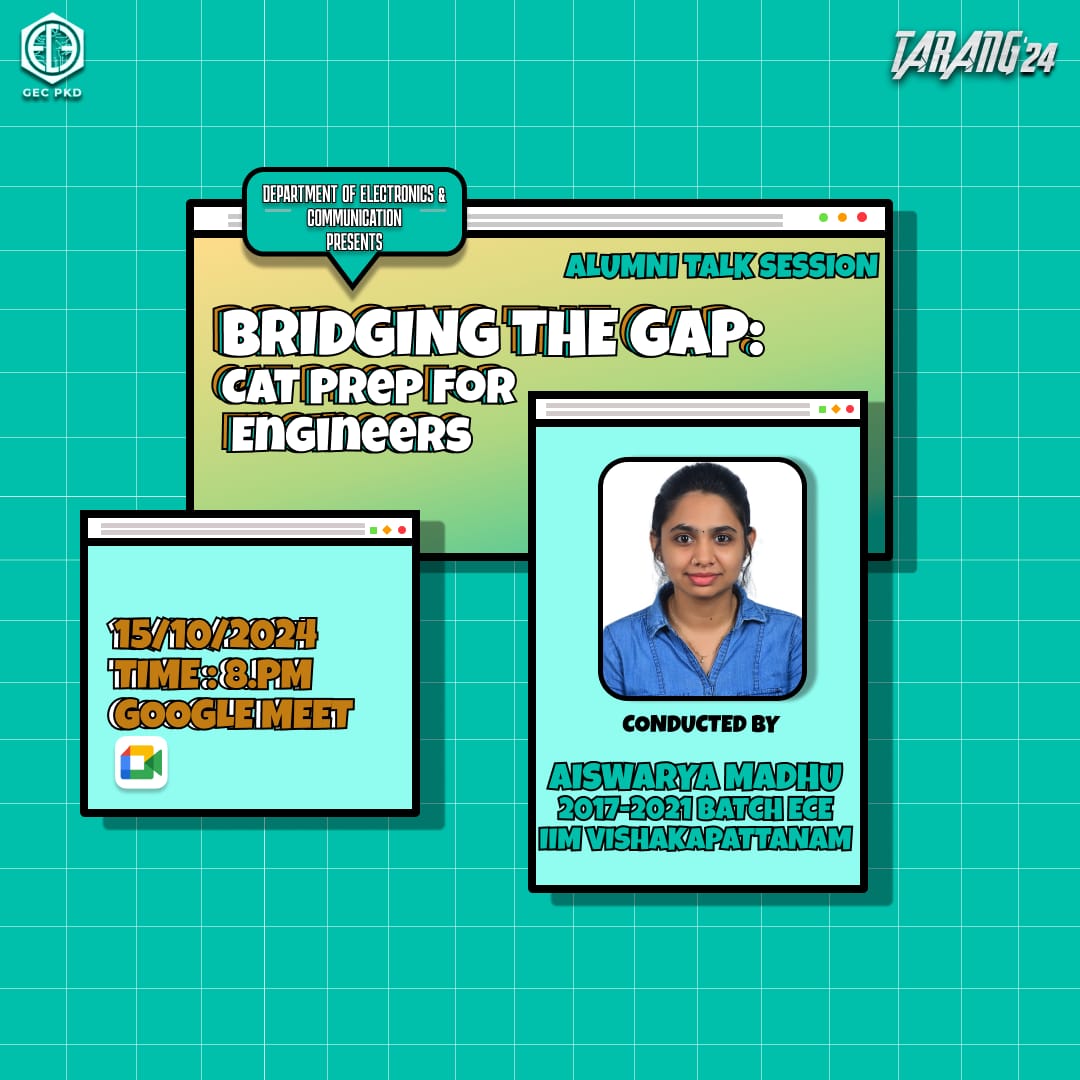 ECE
GEC PKD
TARANG'24
DEPARTMENT OF ELECTRONICS &
COMMUNICATION
PRESENTS
ALUMNI TALK SESSION
BRIDGING THE GAP:
CAT PREP FOR
ENGINEERS
15/10/2024
TIME : 8.PM
GOOGLE MEET
CONDUCTED BY
AISWARYA MADHU
2017-2021 BATCH ECE
IIM VISHAKAPATTANAM